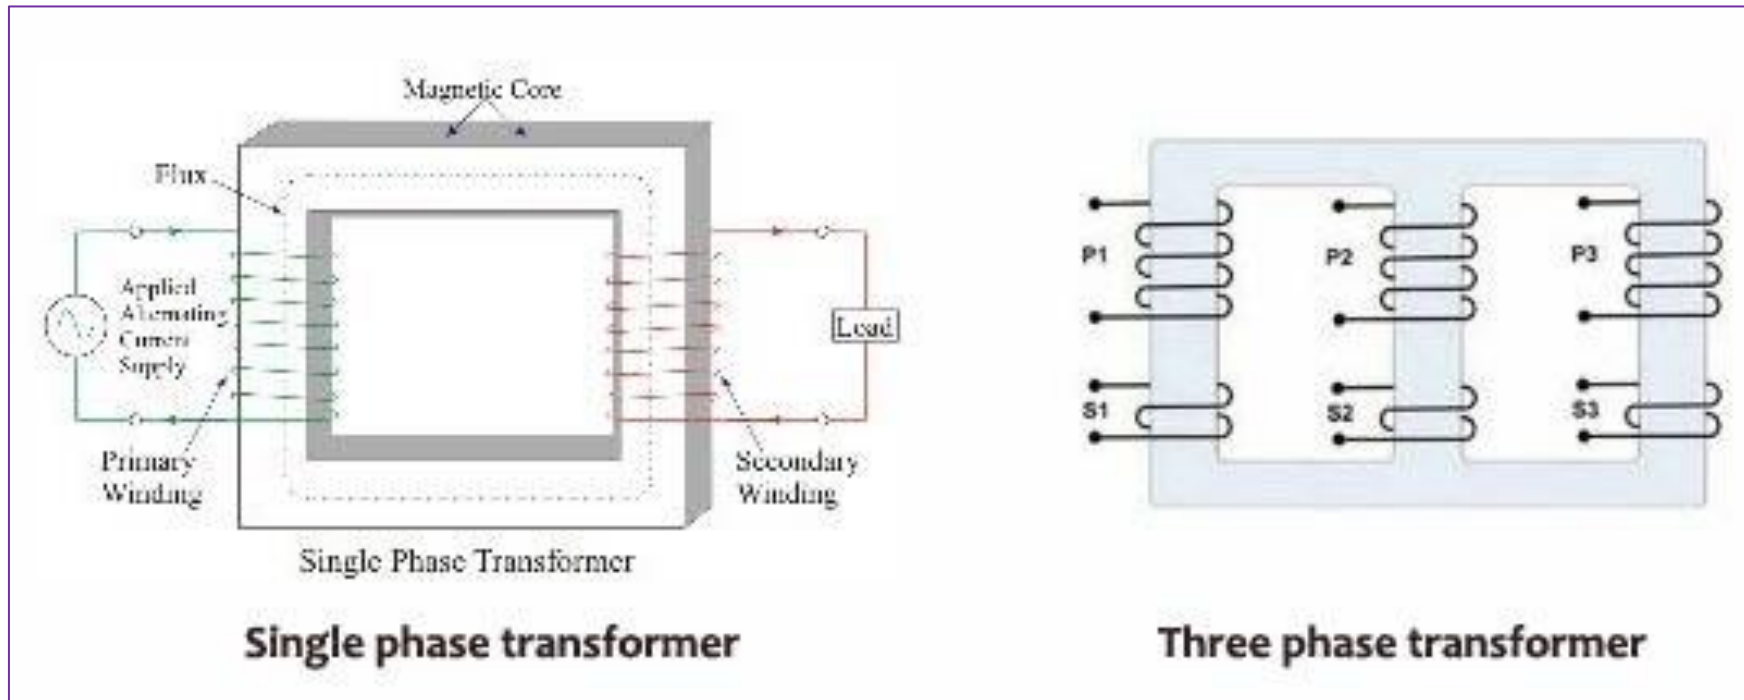 Magnetic Core
Flux
Applied
Alternating
Current
Supply
Load
Primary
Winding
Secondary
Winding
Single Phase Transformer
Single phase transformer
P1
P2
P3
S1
S2
S3
Three phase transformer